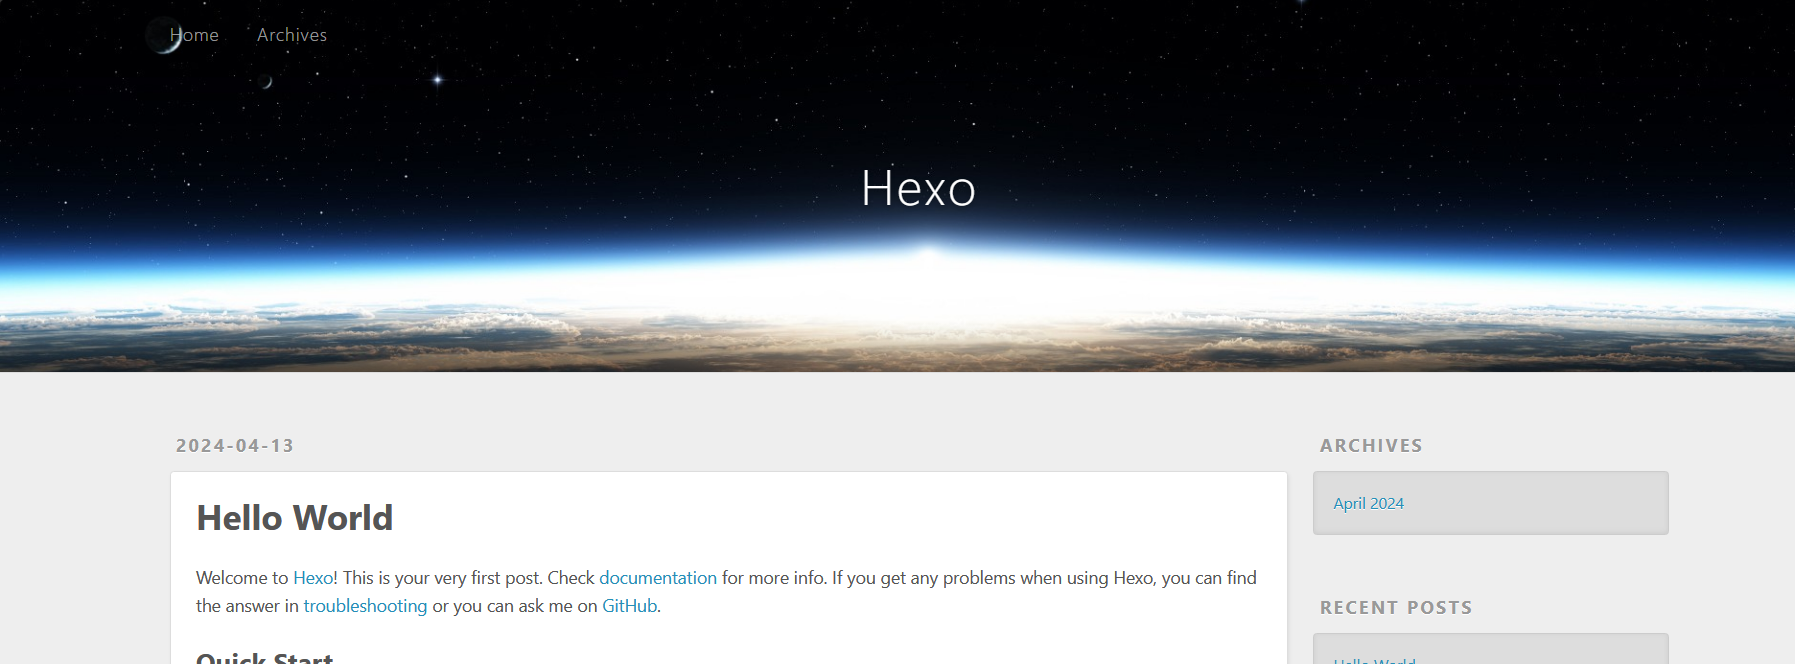 Home Archives
Hexo
2024-04-13
Hello World
Welcome to Hexo! This is your very first post. Check documentation for more info. If you get any problems when using Hexo, you can find
the answer in troubleshooting or you can ask me on GitHub.
Quick Start
ARCHIVES
April 2024
RECENT POSTS
Hello World